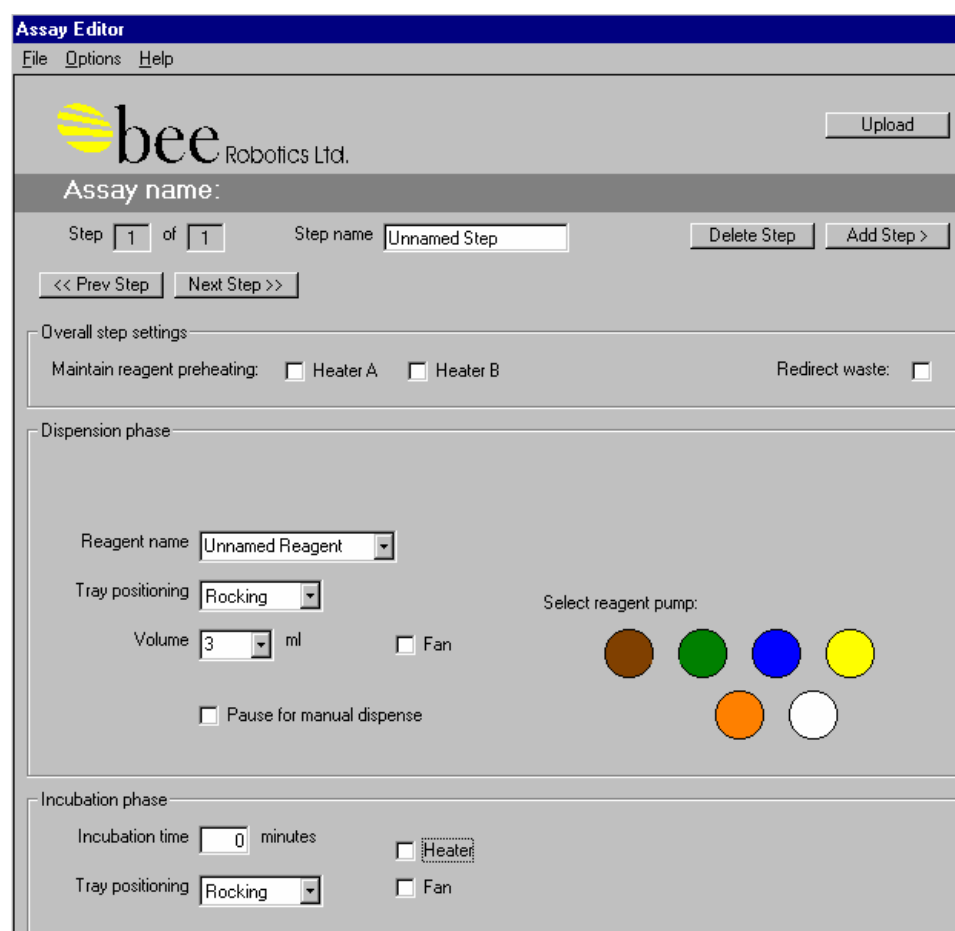 Assay Editor
File Options Help
bee Robotics Ltd.
Upload
Assay name:
Step 1 of 1 Step name Unnamed Step Delete Step Add Step >
<< Prev Step Next Step >>
Overall step settings
Maintain reagent preheating: Heater A Heater B Redirect waste:
Dispension phase
Reagent name Unnamed Reagent
Tray positioning Rocking
Select reagent pump:
Volume 3 ml Fan
Pause for manual dispense
Incubation phase
Incubation time 0 minutes
Heater
Tray positioning Rocking Fan